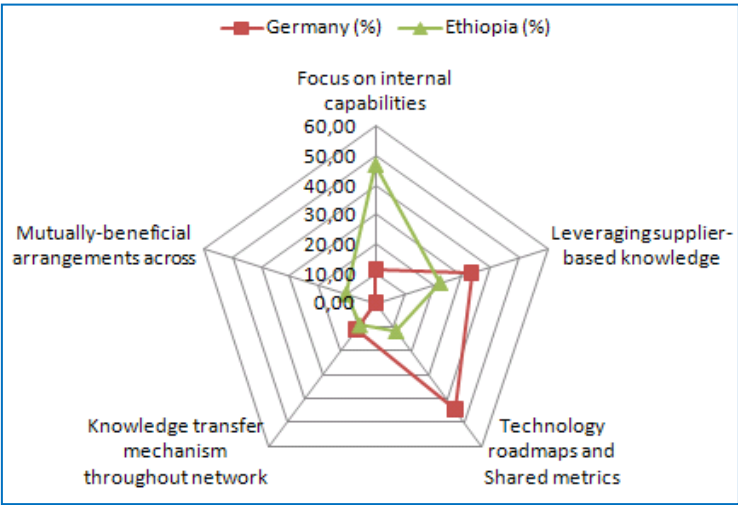 Germany (%) Ethiopia (%)
Focus on internal
capabilities
60,00
50,00
40,00
30,00
20,00
10,00
0,00
Mutually-beneficial
arrangements across
Leveraging supplier-
based knowledge
Knowledge transfer
mechanism
throughout network
Technology
roadmaps and
Shared metrics